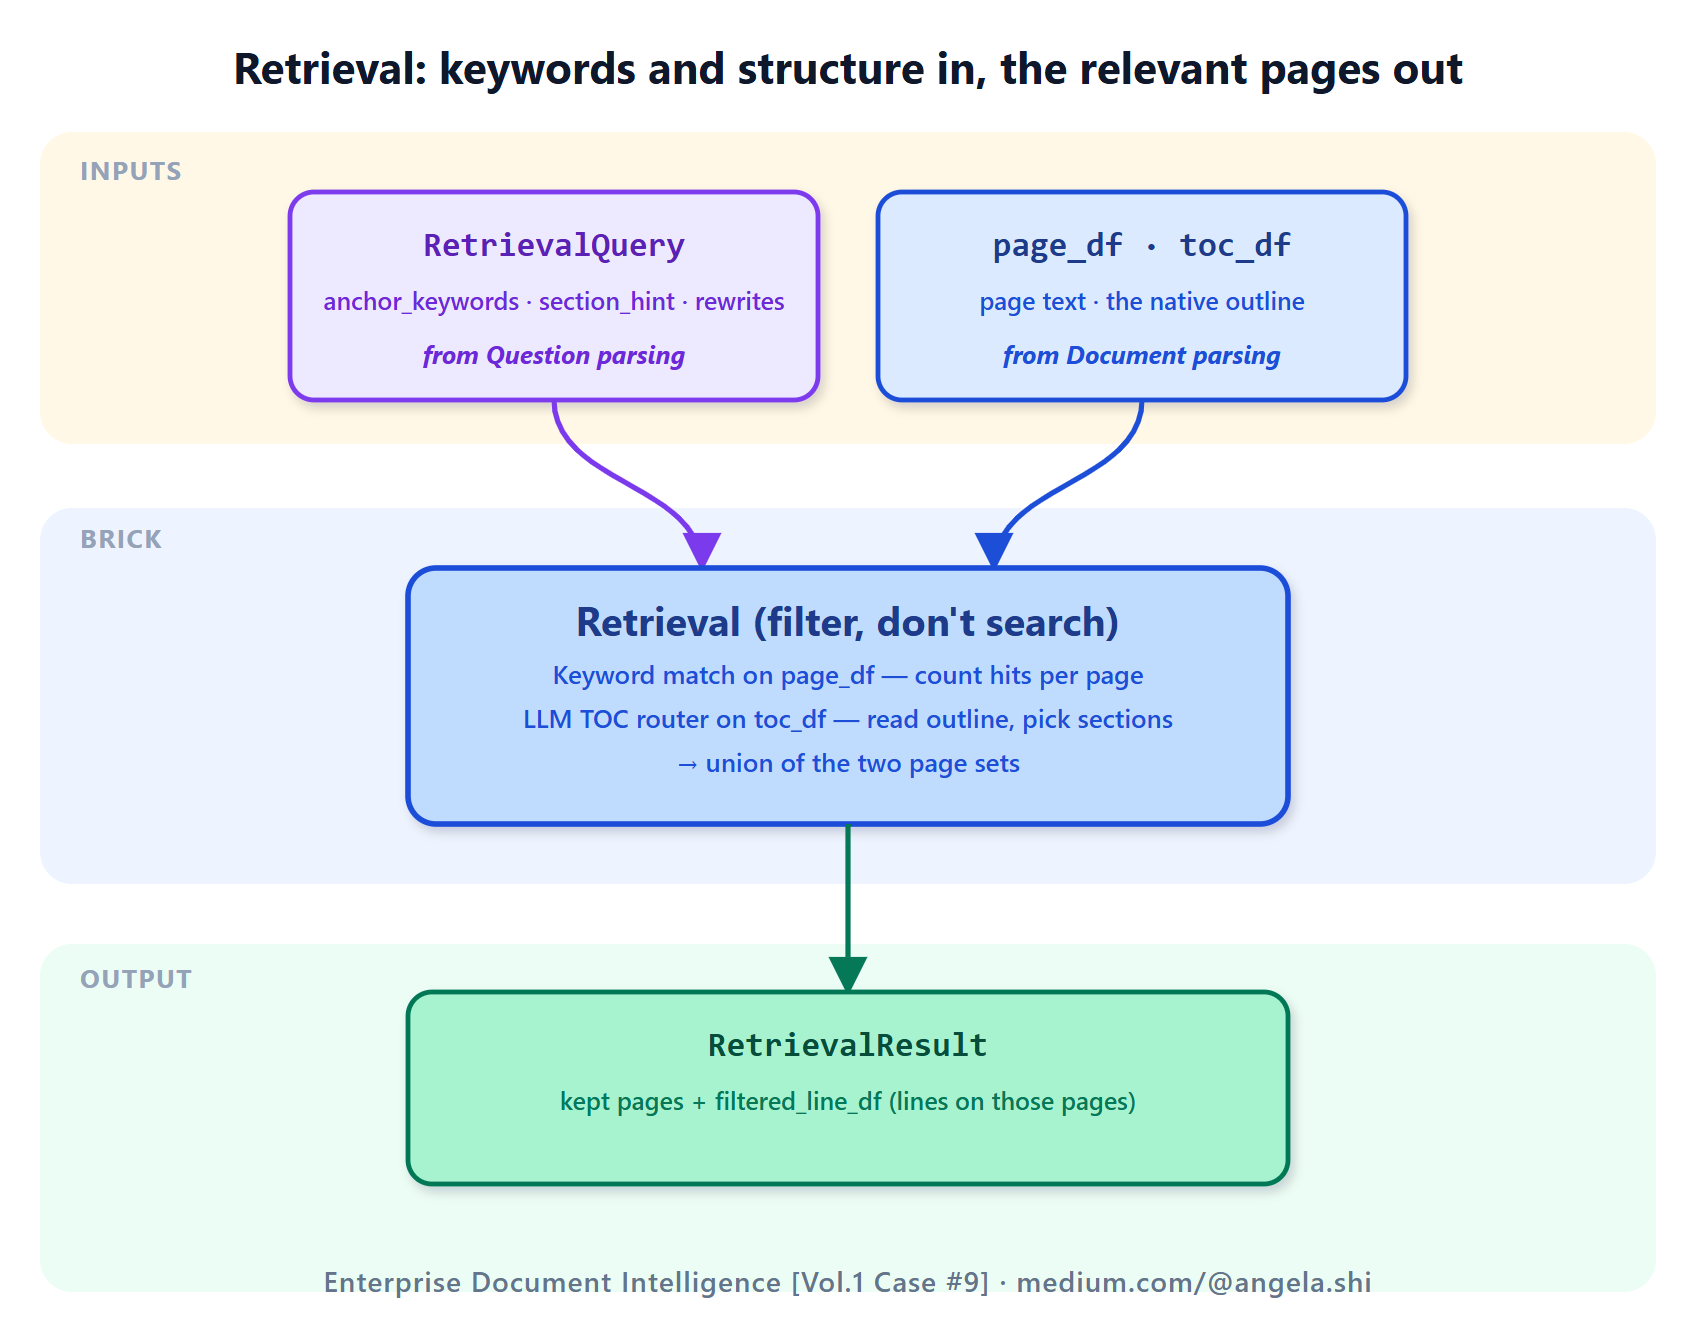 Retrieval: keywords and structure in, the relevant pages out
INPUTS
RetrievalQuery
anchor_keywords · section_hint · rewrites
from Question parsing
page_df · toc_df
page text · the native outline
from Document parsing
BRICK
Retrieval (filter, don't search)
Keyword match on page_df — count hits per page
LLM TOC router on toc_df — read outline, pick sections
→ union of the two page sets
OUTPUT
RetrievalResult
kept pages + filtered_line_df (lines on those pages)
Enterprise Document Intelligence [Vol.1 Case #9] · medium.com/@angela.shi